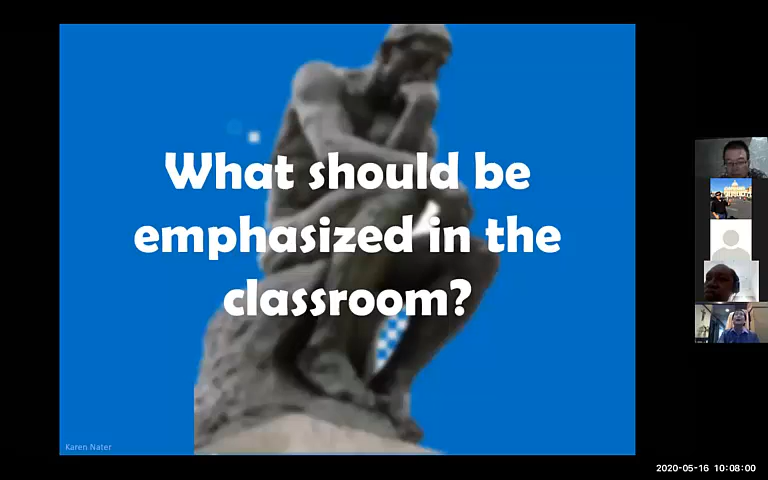 What should be
emphasized in the
classroom?
Karen Nater
2020-05-16 10:08:00